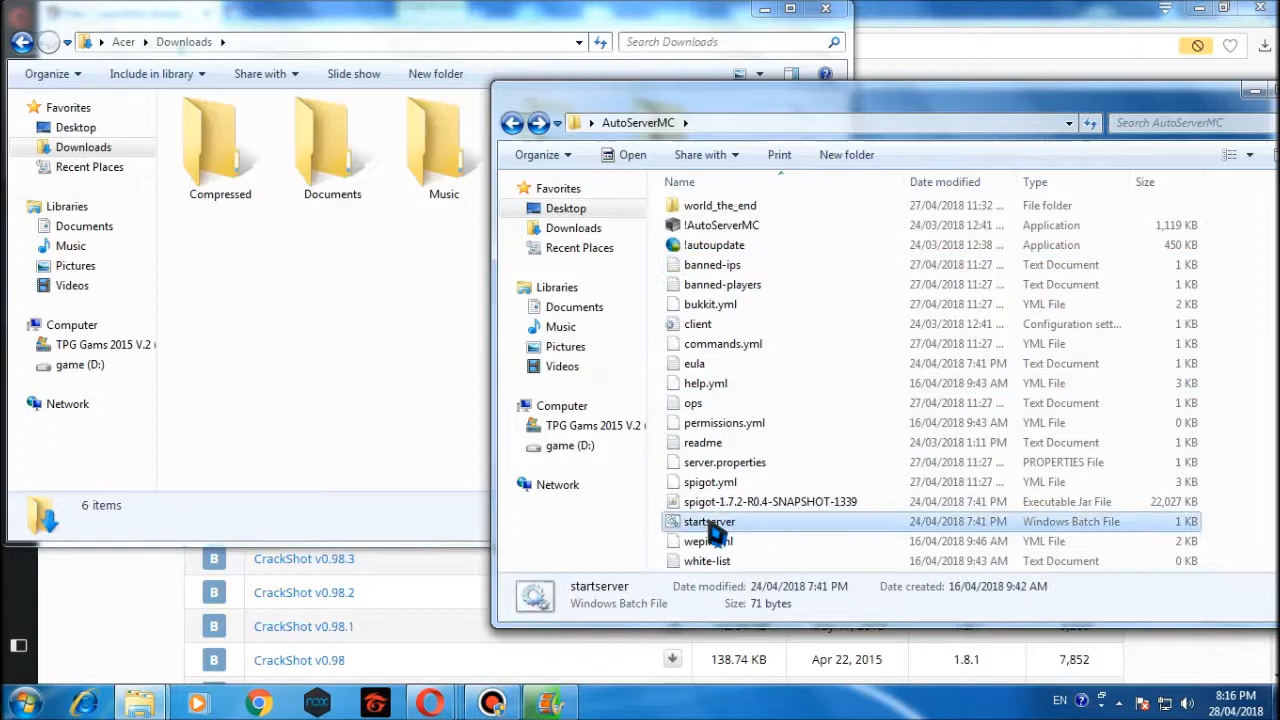 Acer Downloads
Search Downloads
Organize Include in library Share with Slide show New folder
Favorites
Desktop
Downloads
Recent Places
Libraries
Documents
Music
Pictures
Videos
Computer
TPG Gams 2015 V.2 (
game (D:)
Network
Compressed
Documents
Music
6 items
AutoServerMC
Search AutoServerMC
Organize Open Share with Print New folder
Favorites
Desktop
Downloads
Recent Places
Libraries
Documents
Music
Pictures
Videos
Computer
TPG Gams 2015 V.2 (
game (D:)
Network
Name Date modified Type Size
world_the_end 27/04/2018 11:32 ... File folder
!AutoServerMC 24/03/2018 12:41 ... Application 1,119 KB
!autoupdate 24/03/2018 12:38 ... Application 450 KB
banned-ips 27/04/2018 11:27 ... Text Document 1 KB
banned-players 27/04/2018 11:27 ... Text Document 1 KB
bukkit.yml 27/04/2018 11:27 ... YML File 2 KB
client 24/03/2018 12:41 ... Configuration sett... 1 KB
commands.yml 27/04/2018 11:27 ... YML File 1 KB
eula 24/04/2018 7:41 PM Text Document 1 KB
help.yml 16/04/2018 9:43 AM YML File 3 KB
ops 27/04/2018 11:27 ... Text Document 1 KB
permissions.yml 16/04/2018 9:43 AM YML File 0 KB
readme 24/03/2018 1:11 PM Text Document 1 KB
server.properties 27/04/2018 11:27 ... PROPERTIES File 1 KB
spigot.yml 27/04/2018 11:27 ... YML File 3 KB
spigot-1.7.2-R0.4-SNAPSHOT-1339 24/04/2018 7:41 PM Executable Jar File 22,027 KB
startserver 24/04/2018 7:41 PM Windows Batch File 1 KB
16/04/2018 9:46 AM YML File 2 KB
white-list 16/04/2018 9:43 AM Text Document 0 KB
startserver Date modified: 24/04/2018 7:41 PM Date created: 16/04/2018 9:42 AM
Windows Batch File Size: 71 bytes
B CrackShot v0.98.3
B CrackShot v0.98.2
B CrackShot v0.98.1
B CrackShot v0.98 138.74 KB Apr 22, 2015 1.8.1 7,852
nox
EN 8:16 PM
28/04/2018